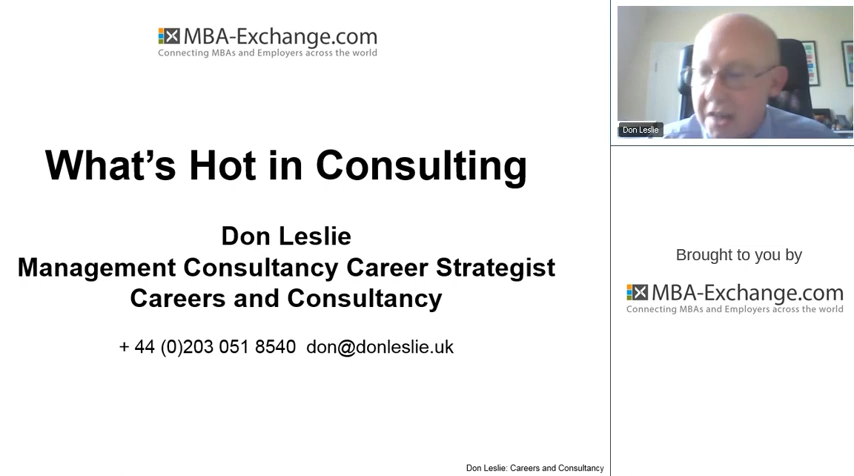 MBA-Exchange.com
Connecting MBAs and Employers across the world
What's Hot in Consulting
Don Leslie
Management Consultancy Career Strategist
Careers and Consultancy
+ 44 (0)203 051 8540 don@donleslie.uk
Don Leslie: Careers and Consultancy
Don Leslie
Brought to you by
MBA-Exchange.com
Connecting MBAs and Employers across the world